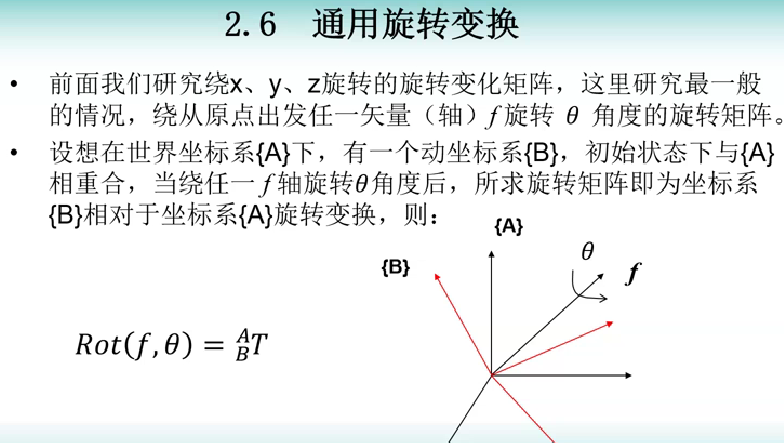 2.6 通用旋转变换
• 前面我们研究绕x、y、z旋转的旋转变化矩阵，这里研究最一般
的情况，绕从原点出发任一矢量（轴）f旋转 θ 角度的旋转矩阵。
• 设想在世界坐标系{A}下，有一个动坐标系{B}，初始状态下与{A}
相重合，当绕任一 f 轴旋转θ角度后，所求旋转矩阵即为坐标系
{B}相对于坐标系{A}旋转变换，则：
{A}
θ
{B}
f
Rot(f,θ) = ᴬ_BT